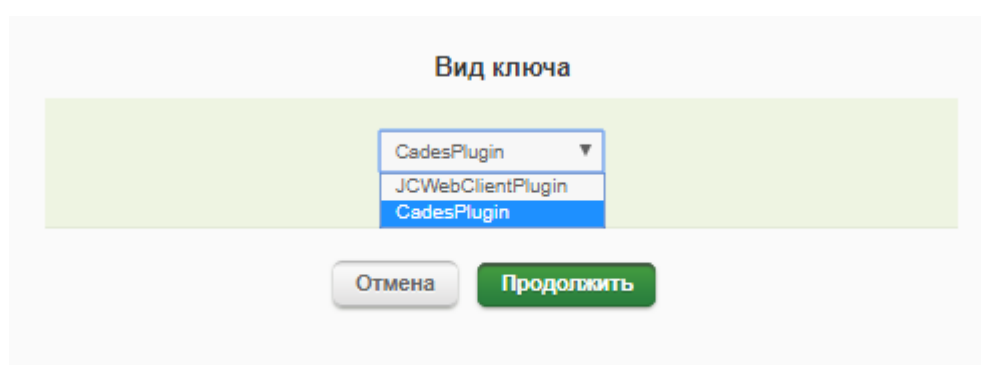 Вид ключа
CadesPlugin
JCWebClientPlugin
CadesPlugin
Отмена
Продолжить